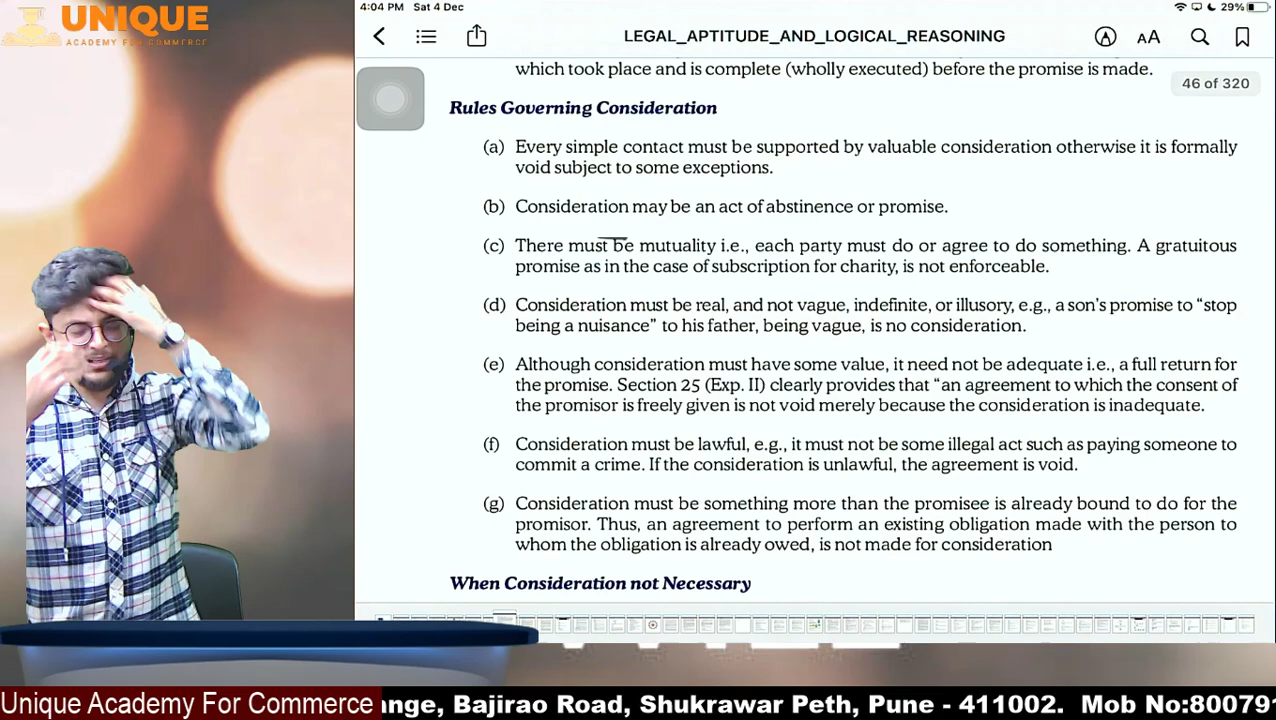 4:04 PM Sat 4 Dec
29%
UNIQUE
ACADEMY FOR COMMERCE
LEGAL_APTITUDE_AND_LOGICAL_REASONING
AA
which took place and is complete (wholly executed) before the promise is made.
46 of 320
Rules Governing Consideration
(a) Every simple contact must be supported by valuable consideration otherwise it is formally
void subject to some exceptions.
(b) Consideration may be an act of abstinence or promise.
(c) There must be mutuality i.e., each party must do or agree to do something. A gratuitous
promise as in the case of subscription for charity, is not enforceable.
(d) Consideration must be real, and not vague, indefinite, or illusory, e.g., a son's promise to “stop
being a nuisance” to his father, being vague, is no consideration.
(e) Although consideration must have some value, it need not be adequate i.e., a full return for
the promise. Section 25 (Exp. II) clearly provides that “an agreement to which the consent of
the promisor is freely given is not void merely because the consideration is inadequate.
(f) Consideration must be lawful, e.g., it must not be some illegal act such as paying someone to
commit a crime. If the consideration is unlawful, the agreement is void.
(g) Consideration must be something more than the promisee is already bound to do for the
promisor. Thus, an agreement to perform an existing obligation made with the person to
whom the obligation is already owed, is not made for consideration
When Consideration not Necessary
Unique Academy For Commerce
ange, Bajirao Road, Shukrawar Peth, Pune - 411002. Mob No:80079